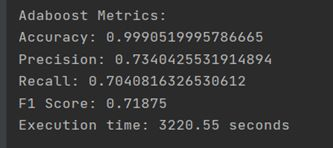 Adaboost Metrics:
Accuracy: 0.9990519995786665
Precision: 0.7340425531914894
Recall: 0.7040816326530612
F1 Score: 0.71875
Execution time: 3220.55 seconds